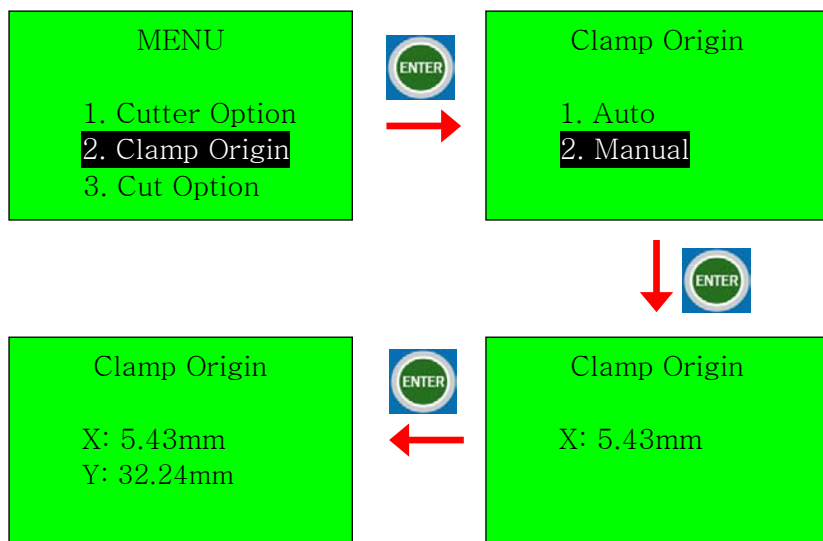 MENU
1. Cutter Option
2. Clamp Origin
3. Cut Option
ENTER
Clamp Origin
1. Auto
2. Manual
ENTER
Clamp Origin
X: 5.43mm
ENTER
Clamp Origin
X: 5.43mm
Y: 32.24mm